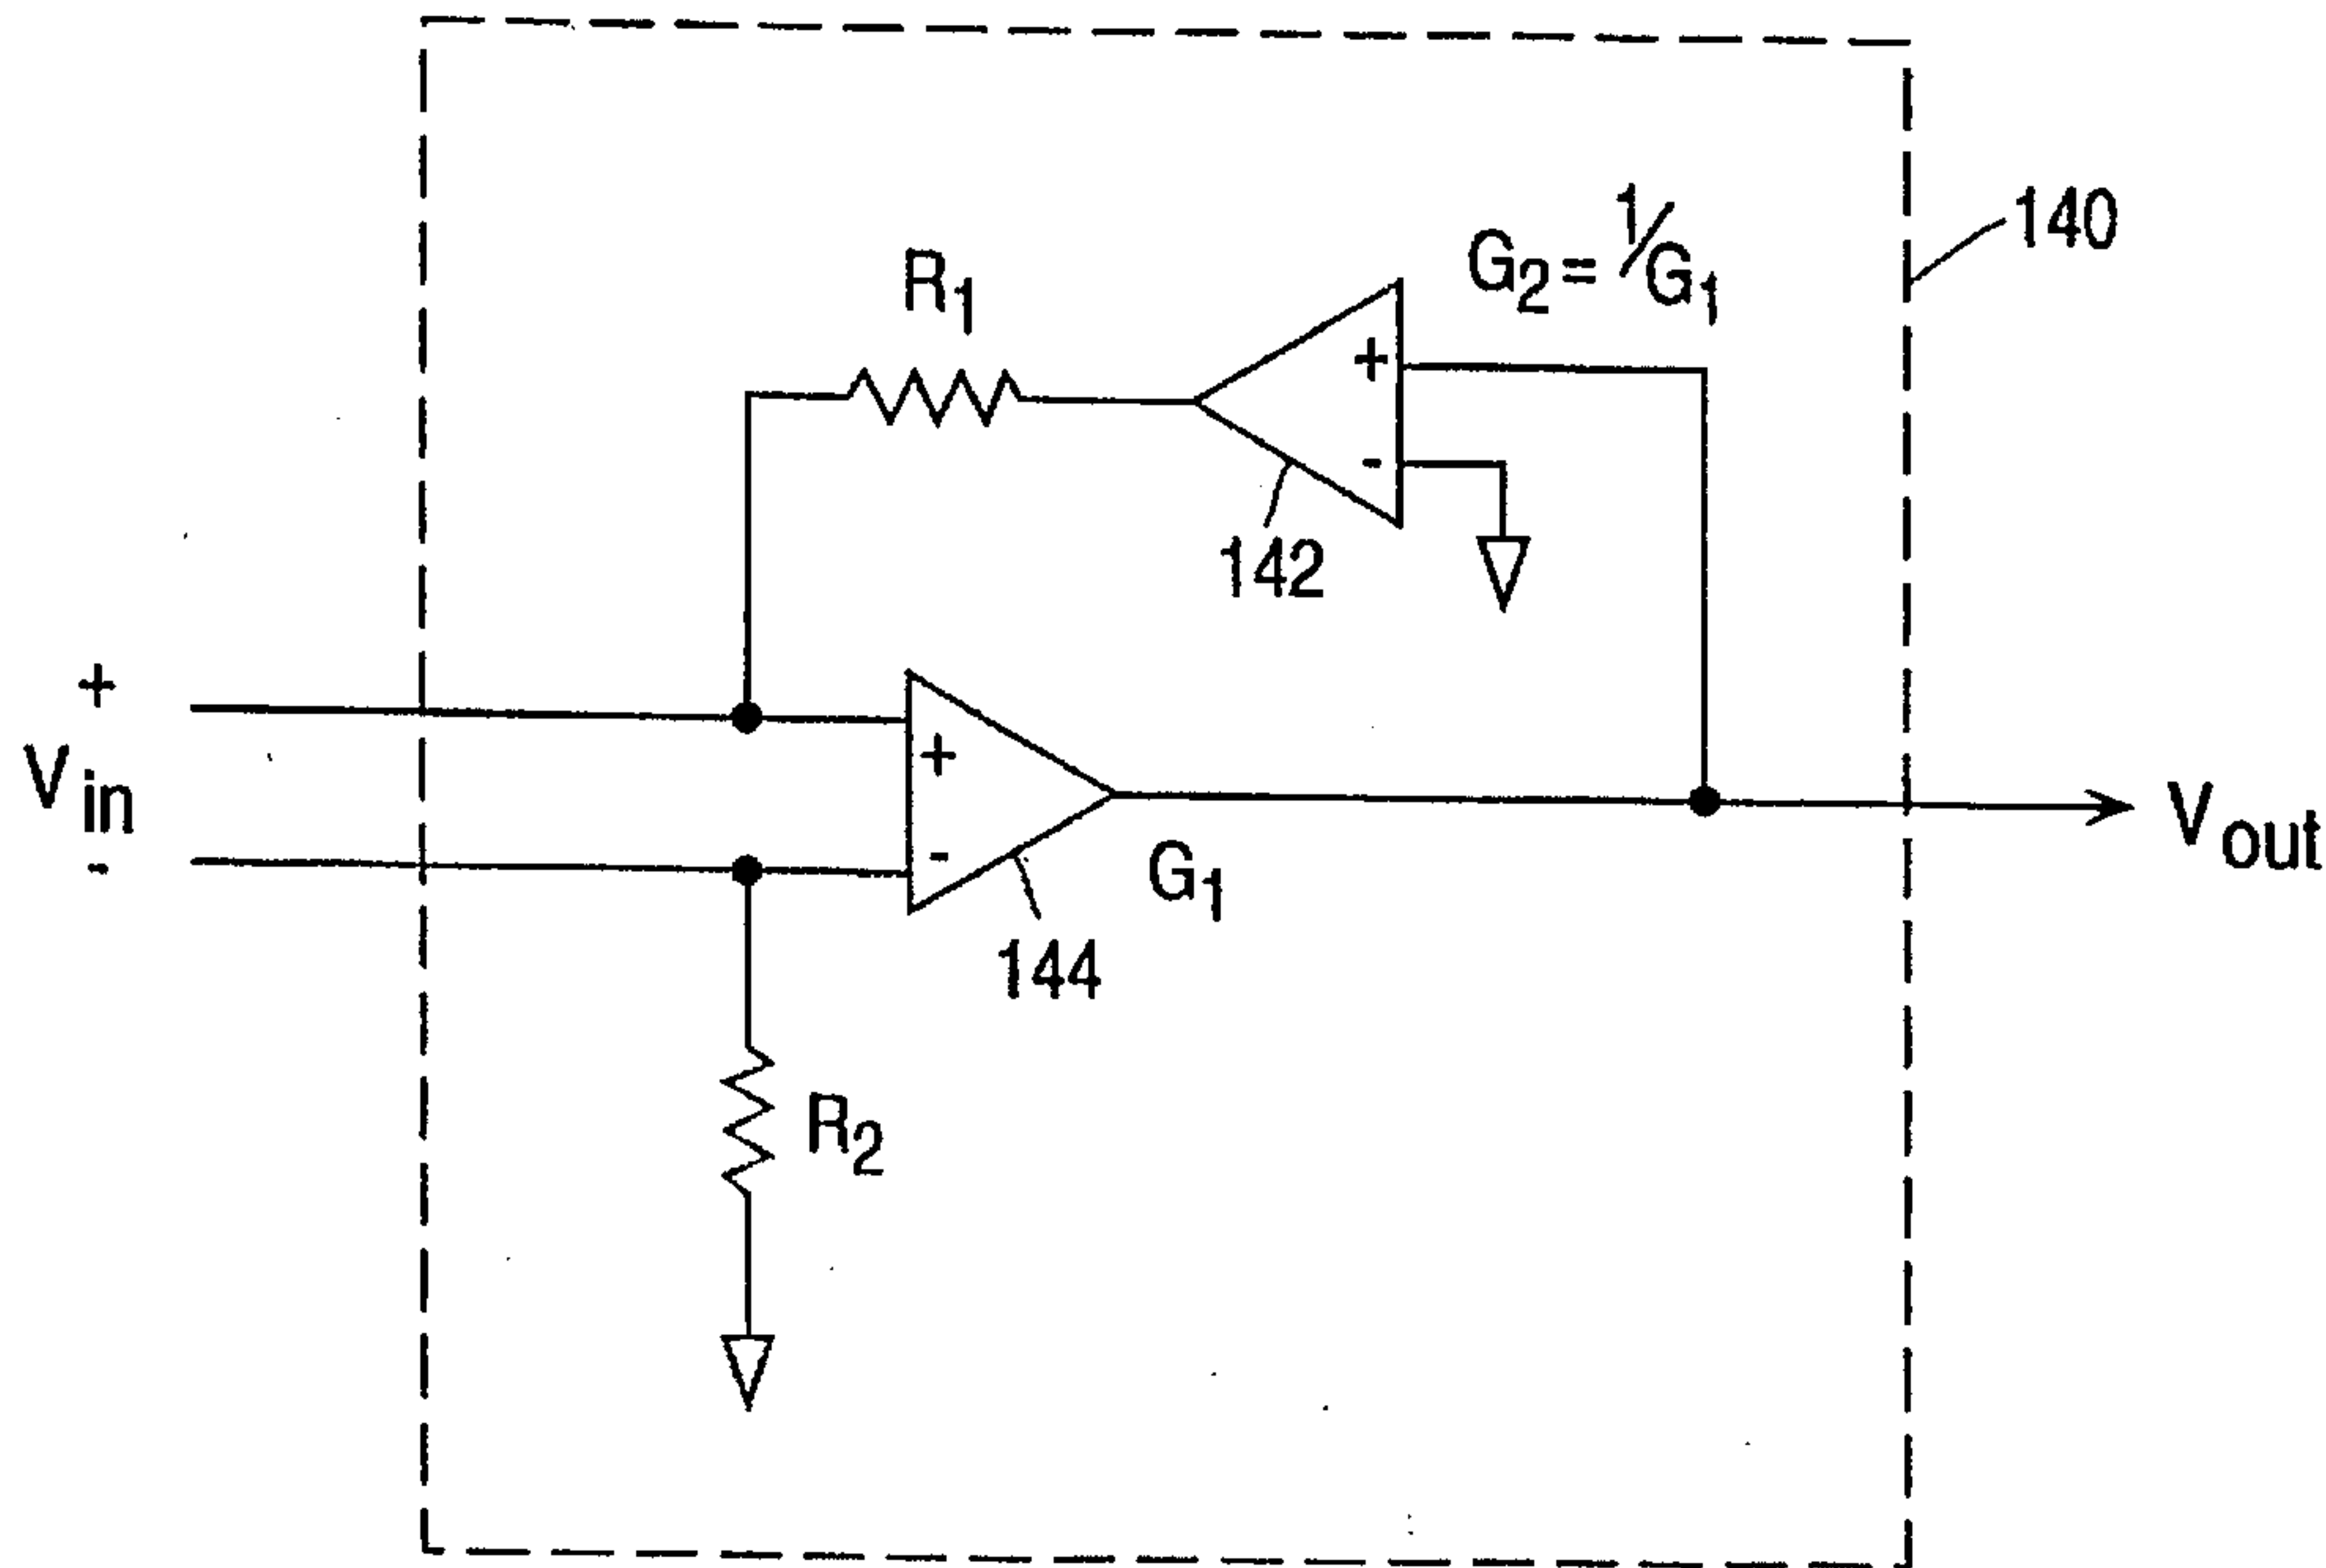 140
G2 = 1/G1
R1
+
-
142
+
Vin
-
+
-
G1
144
Vout
R2